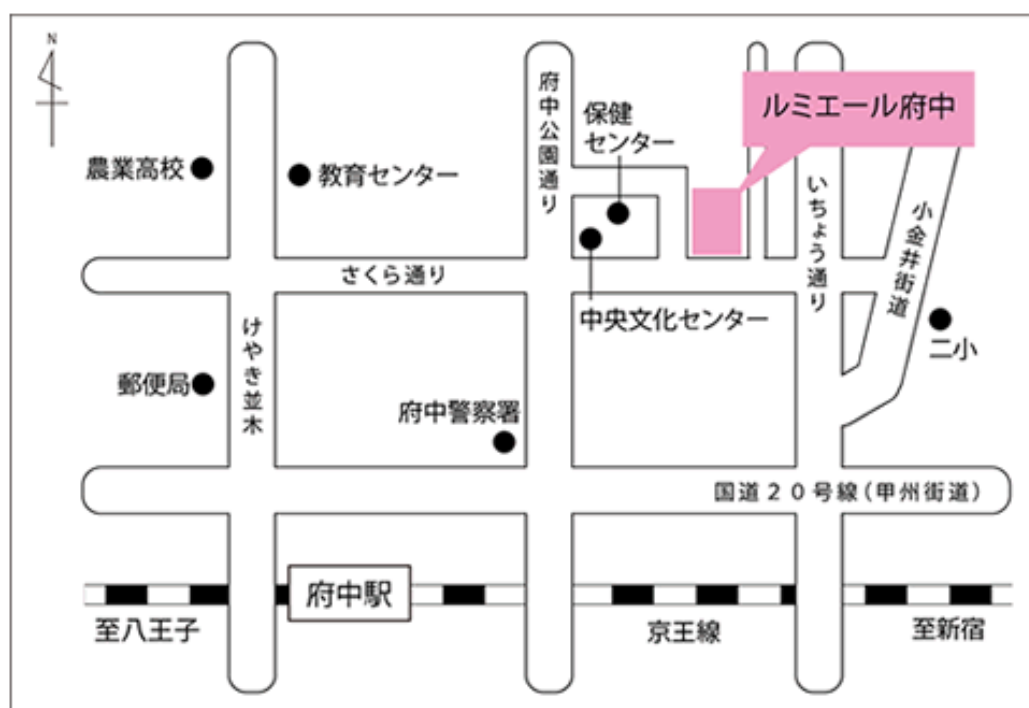 N
府中公園通り
保健
センター
ルミエール府中
農業高校
教育センター
いちょう通り
小金井街道
さくら通り
中央文化センター
けやき並木
二小
郵便局
府中警察署
国道20号線(甲州街道)
府中駅
至八王子
京王線
至新宿